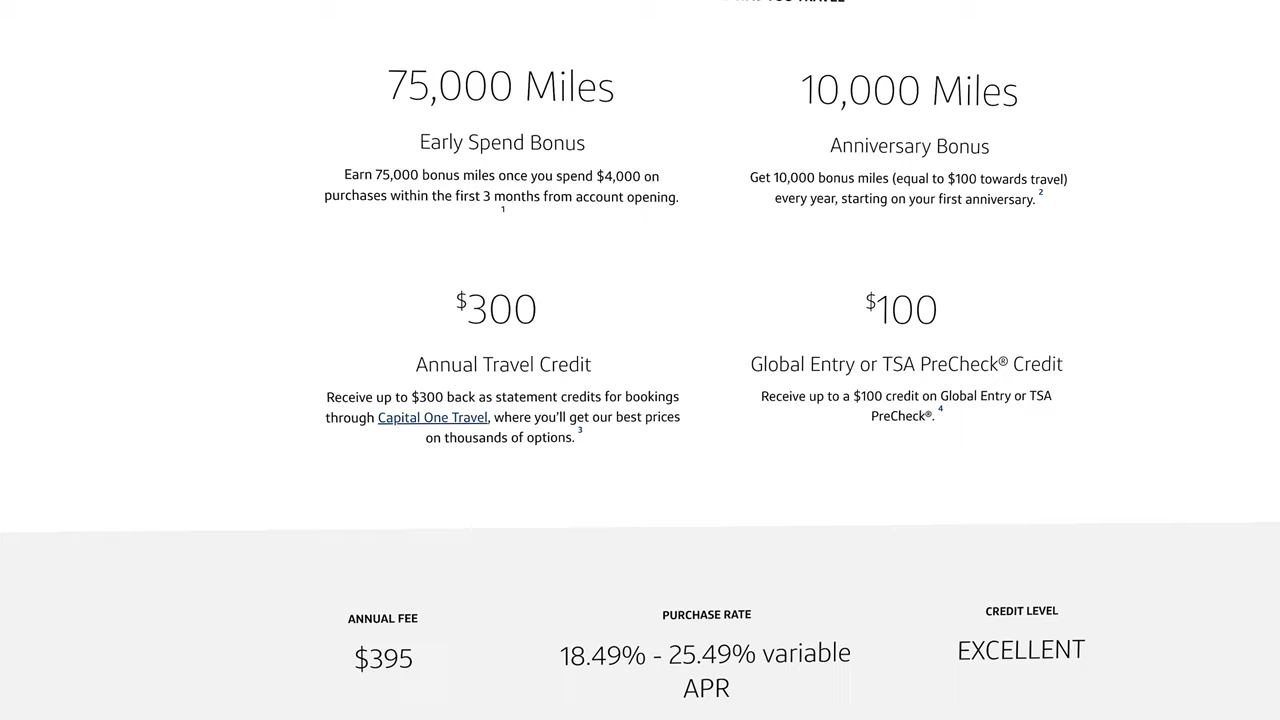 75,000 Miles
Early Spend Bonus
Earn 75,000 bonus miles once you spend $4,000 on
purchases within the first 3 months from account opening.
1
10,000 Miles
Anniversary Bonus
Get 10,000 bonus miles (equal to $100 towards travel)
every year, starting on your first anniversary. 2
$300
Annual Travel Credit
Receive up to $300 back as statement credits for bookings
through Capital One Travel, where you’ll get our best prices
on thousands of options. 3
$100
Global Entry or TSA PreCheck® Credit
Receive up to a $100 credit on Global Entry or TSA
PreCheck®. 4
ANNUAL FEE
$395
PURCHASE RATE
18.49% - 25.49% variable
APR
CREDIT LEVEL
EXCELLENT